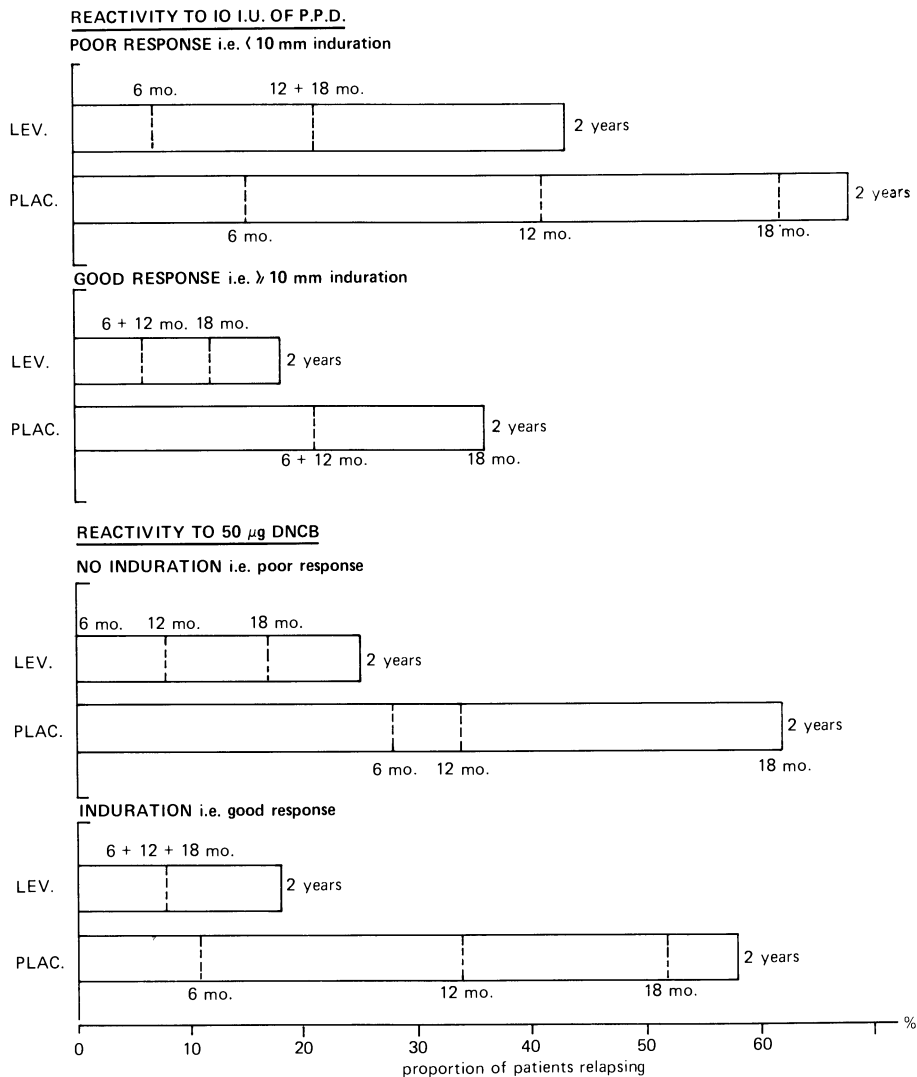 REACTIVITY TO IO I.U. OF P.P.D.
POOR RESPONSE i.e. < 10 mm induration
6 mo. 12 + 18 mo.
LEV. 2 years
PLAC. 2 years
6 mo. 12 mo. 18 mo.
GOOD RESPONSE i.e. ⩾ 10 mm induration
6 + 12 mo. 18 mo.
LEV. 2 years
PLAC. 2 years
6 + 12 mo. 18 mo.
REACTIVITY TO 50 µg DNCB
NO INDURATION i.e. poor response
6 mo. 12 mo. 18 mo.
LEV. 2 years
PLAC. 2 years
6 mo. 12 mo. 18 mo.
INDURATION i.e. good response
6 + 12 + 18 mo.
LEV. 2 years
PLAC. 2 years
6 mo. 12 mo. 18 mo.
%
0 10 20 30 40 50 60
proportion of patients relapsing